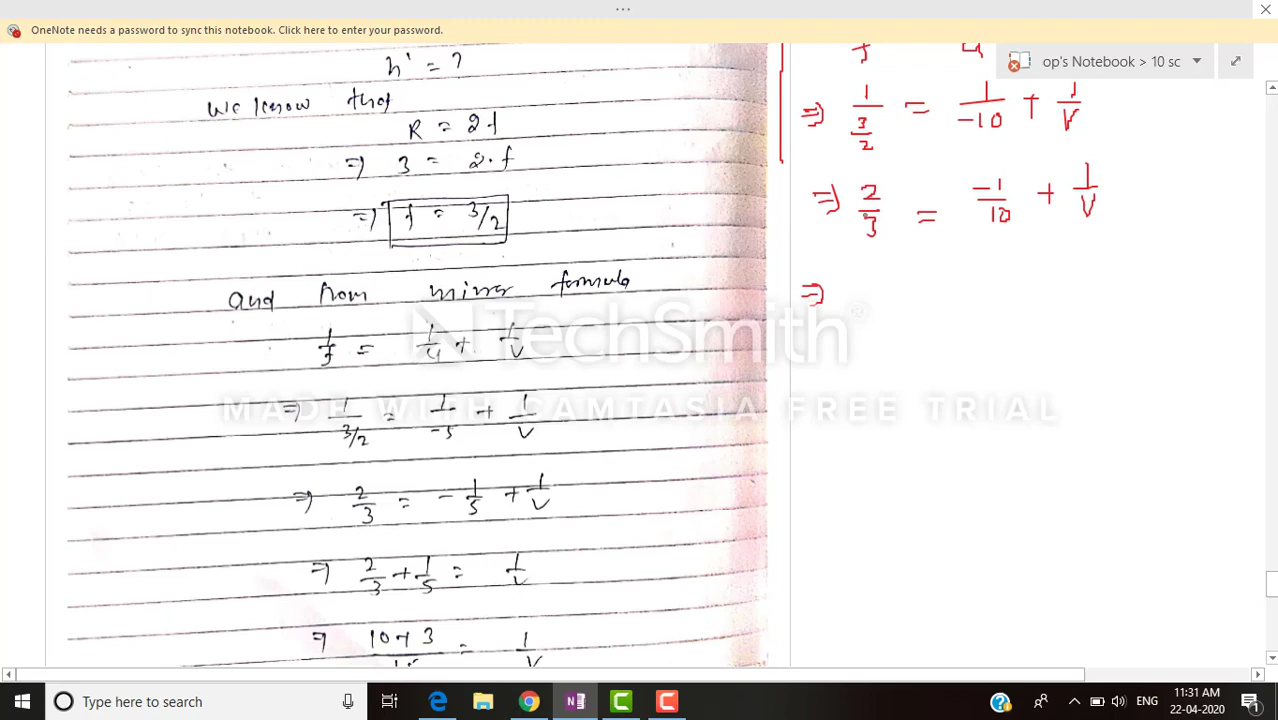 OneNote needs a password to sync this notebook. Click here to enter your password.
op's Notebook > 10 sc
h' = ?
We know that
R = 2f
⇒ 3 = 2.f
⇒ f = 3/2
and from mirror formula
1/f = 1/u + 1/v
⇒ 1/(3/2) = 1/-5 + 1/v
⇒ 2/3 = -1/5 + 1/v
⇒ 2/3 + 1/5 = 1/v
⇒ (10+3)/15 = 1/v
⇒ 1/(3/2) = 1/-10 + 1/v
⇒ 2/3 = -1/10 + 1/v
⇒
TechSmith
MADE WITH CAMTASIA FREE TRIAL
Type here to search
ENG
11:31 AM
22-04-2020
1